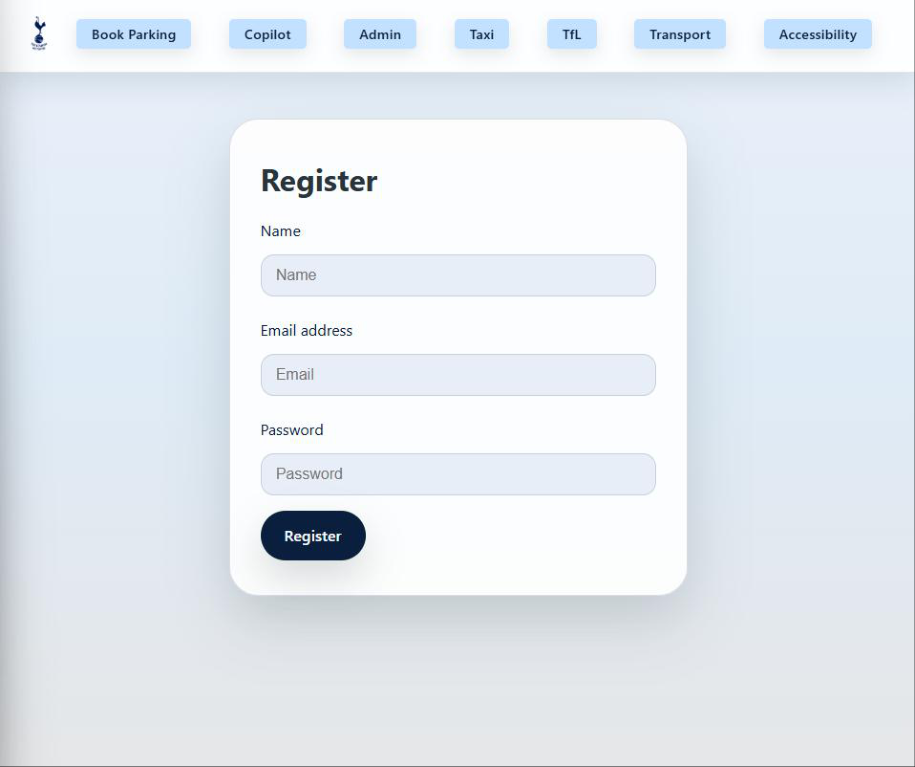 Book Parking Copilot Admin Taxi TfL Transport Accessibility
Register
Name
Name
Email address
Email
Password
Password
Register